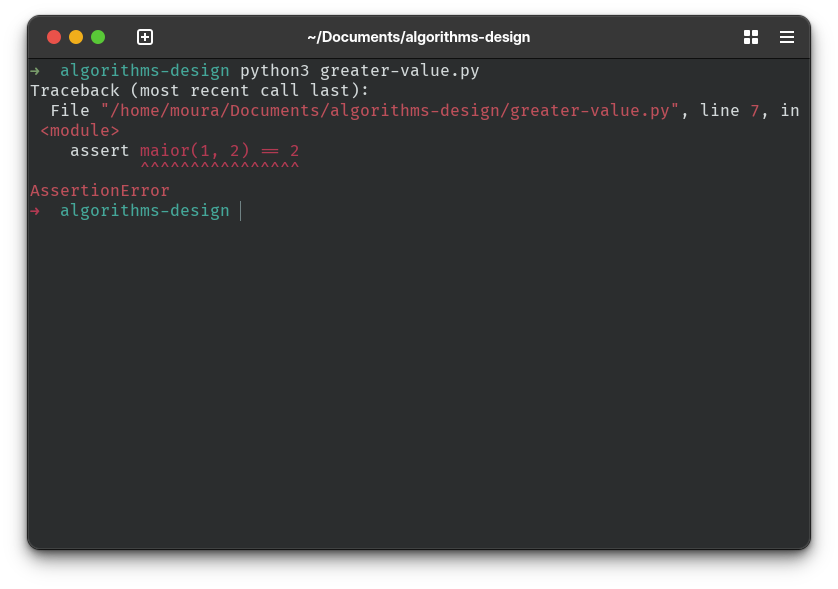 ~/Documents/algorithms-design
➜  algorithms-design python3 greater-value.py
Traceback (most recent call last):
  File "/home/moura/Documents/algorithms-design/greater-value.py", line 7, in
 <module>
    assert maior(1, 2) == 2
           ^^^^^^^^^^^^^^^^
AssertionError
➜  algorithms-design